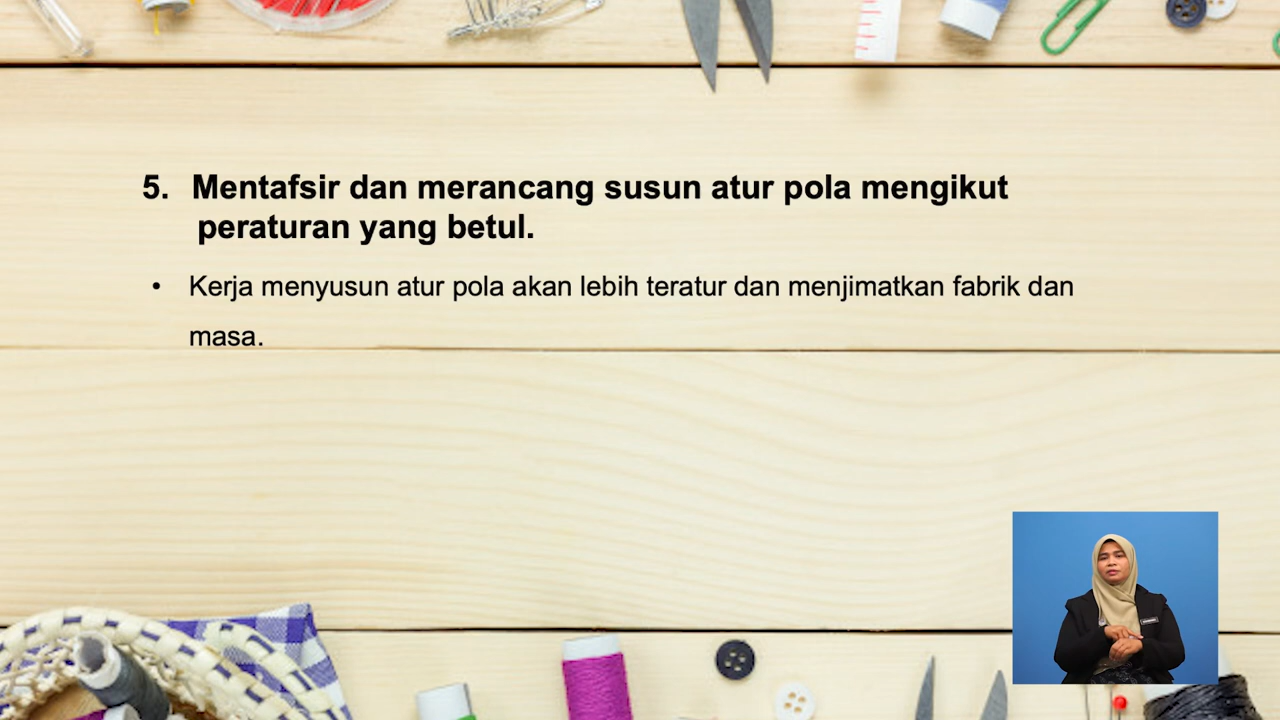 5. Mentafsir dan merancang susun atur pola mengikut
peraturan yang betul.
• Kerja menyusun atur pola akan lebih teratur dan menjimatkan fabrik dan
masa.